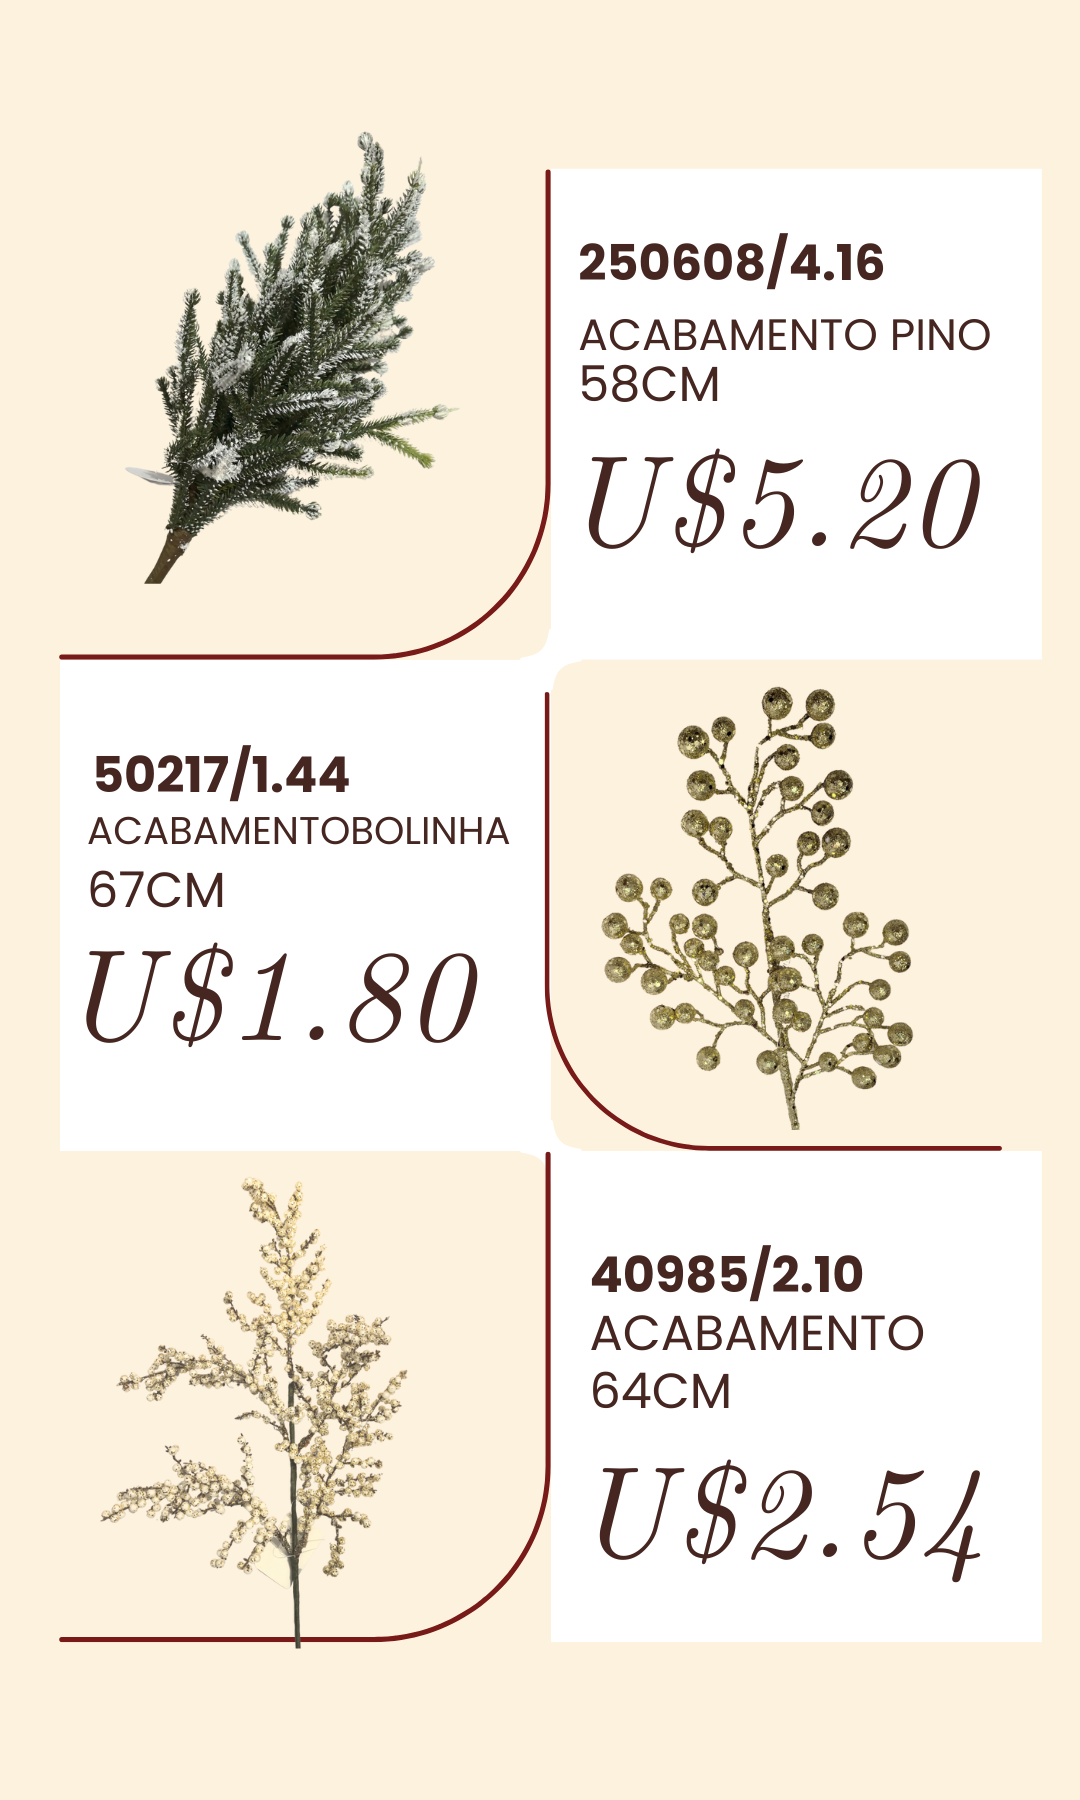 250608/4.16
ACABAMENTO PINO
58CM
U$5.20
50217/1.44
ACABAMENTOBOLINHA
67CM
U$1.80
40985/2.10
ACABAMENTO
64CM
U$2.54